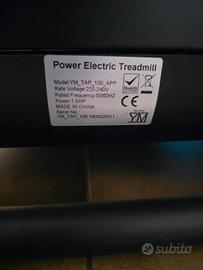 Power Electric Treadmill
Model:YM_TAP_100_APP
Rate Voltage:220-240V
Rated Frequency:50/60HZ
Power:1.0HP
MADE IN CHINA
Serial No.:
YM
subito